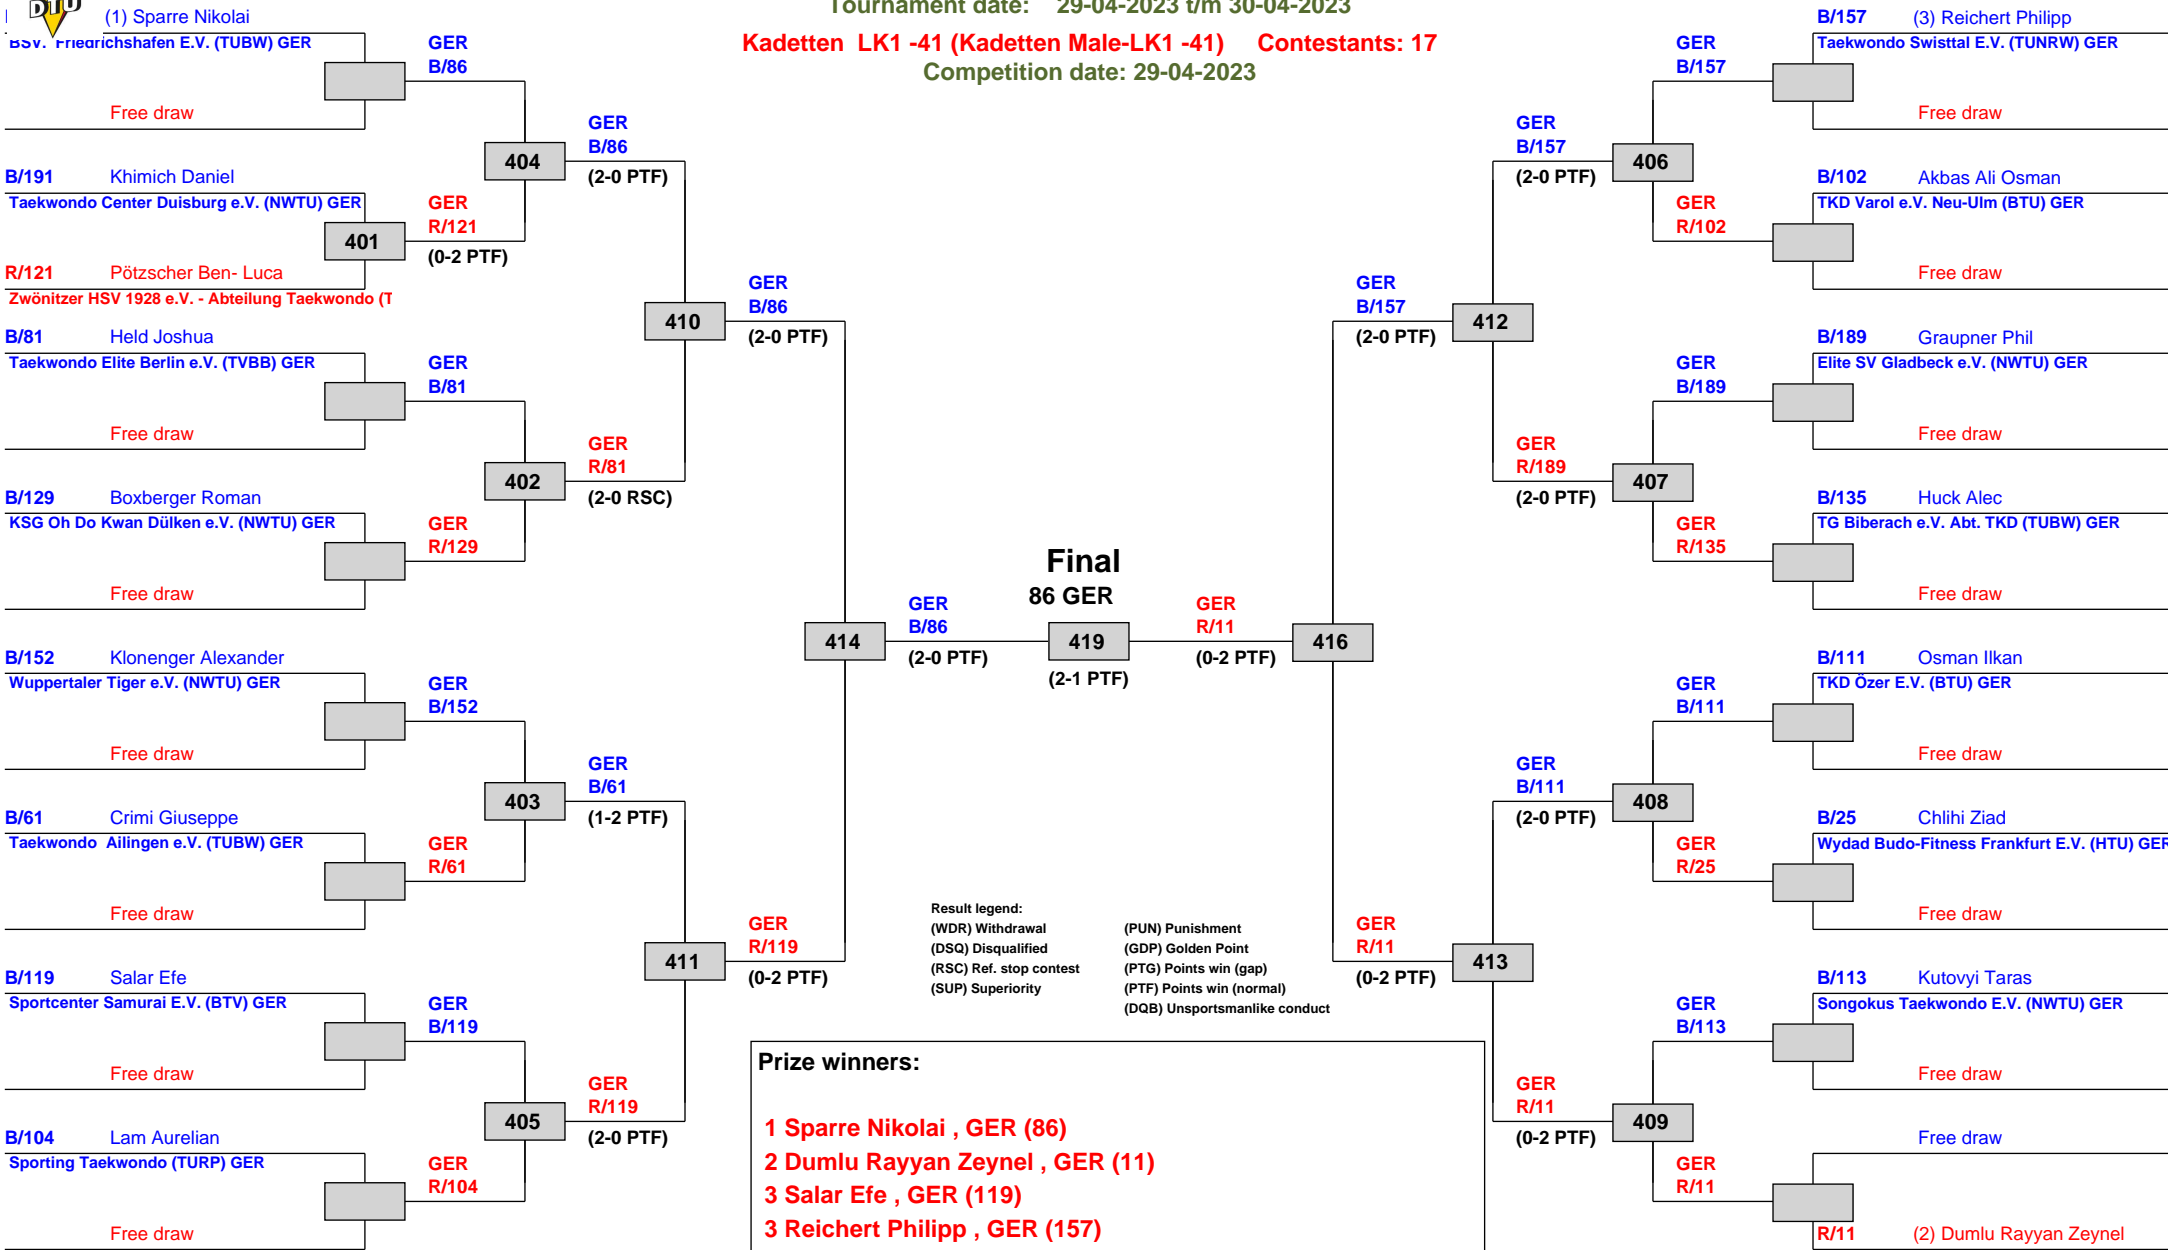 DTU
Tournament date: 29-04-2023 t/m 30-04-2023
Kadetten LK1 -41 (Kadetten Male-LK1 -41) Contestants: 17
Competition date: 29-04-2023
(1) Sparre Nikolai
BSV. Friedrichshafen E.V. (TUBW) GER
Free draw
B/191 Khimich Daniel
Taekwondo Center Duisburg e.V. (NWTU) GER
401
R/121 Pötzscher Ben- Luca
Zwönitzer HSV 1928 e.V. - Abteilung Taekwondo (T
B/81 Held Joshua
Taekwondo Elite Berlin e.V. (TVBB) GER
Free draw
B/129 Boxberger Roman
KSG Oh Do Kwan Dülken e.V. (NWTU) GER
Free draw
B/152 Klonenger Alexander
Wuppertaler Tiger e.V. (NWTU) GER
Free draw
B/61 Crimi Giuseppe
Taekwondo Ailingen e.V. (TUBW) GER
Free draw
B/119 Salar Efe
Sportcenter Samurai E.V. (BTV) GER
Free draw
B/104 Lam Aurelian
Sporting Taekwondo (TURP) GER
Free draw
GER
B/86
404
GER
R/121
(0-2 PTF)
GER
B/81
402
GER
R/129
GER
B/152
403
GER
R/61
GER
B/119
405
GER
R/104
GER
B/86
(2-0 PTF)
410
GER
R/81
(2-0 RSC)
GER
B/61
(1-2 PTF)
411
GER
R/119
(2-0 PTF)
GER
B/86
(2-0 PTF)
414
GER
R/119
(0-2 PTF)
GER
B/86
(2-0 PTF)
Final
86 GER
419
(2-1 PTF)
GER
R/11
(0-2 PTF)
416
GER
B/157
(2-0 PTF)
412
GER
R/11
(0-2 PTF)
413
GER
B/157
(2-0 PTF)
406
GER
R/189
(2-0 PTF)
407
GER
B/111
(2-0 PTF)
408
GER
R/11
(0-2 PTF)
409
GER
B/157
GER
R/102
GER
B/189
GER
R/135
GER
B/111
GER
R/25
GER
B/113
GER
R/11
B/157 (3) Reichert Philipp
Taekwondo Swisttal E.V. (TUNRW) GER
Free draw
B/102 Akbas Ali Osman
TKD Varol e.V. Neu-Ulm (BTU) GER
Free draw
B/189 Graupner Phil
Elite SV Gladbeck e.V. (NWTU) GER
Free draw
B/135 Huck Alec
TG Biberach e.V. Abt. TKD (TUBW) GER
Free draw
B/111 Osman Ilkan
TKD Özer E.V. (BTU) GER
Free draw
B/25 Chlihi Ziad
Wydad Budo-Fitness Frankfurt E.V. (HTU) GER
Free draw
B/113 Kutovyi Taras
Songokus Taekwondo E.V. (NWTU) GER
Free draw
Free draw
R/11 (2) Dumlu Rayyan Zeynel
Result legend:
(WDR) Withdrawal (PUN) Punishment
(DSQ) Disqualified (GDP) Golden Point
(RSC) Ref. stop contest (PTG) Points win (gap)
(SUP) Superiority (PTF) Points win (normal)
(DQB) Unsportsmanlike conduct
Prize winners:
1 Sparre Nikolai , GER (86)
2 Dumlu Rayyan Zeynel , GER (11)
3 Salar Efe , GER (119)
3 Reichert Philipp , GER (157)